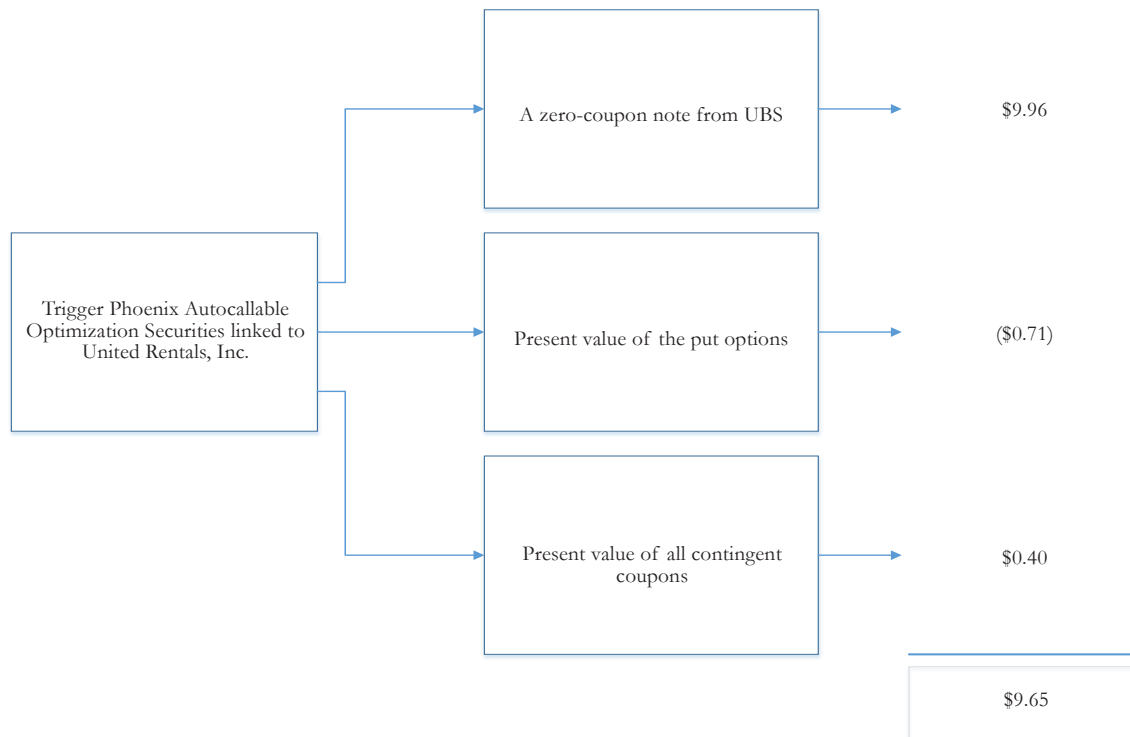 A zero-coupon note from UBS
$9.96
Trigger Phoenix Autocallable
Optimization Securities linked to
United Rentals, Inc.
Present value of the put options
($0.71)
Present value of all contingent
coupons
$0.40
$9.65